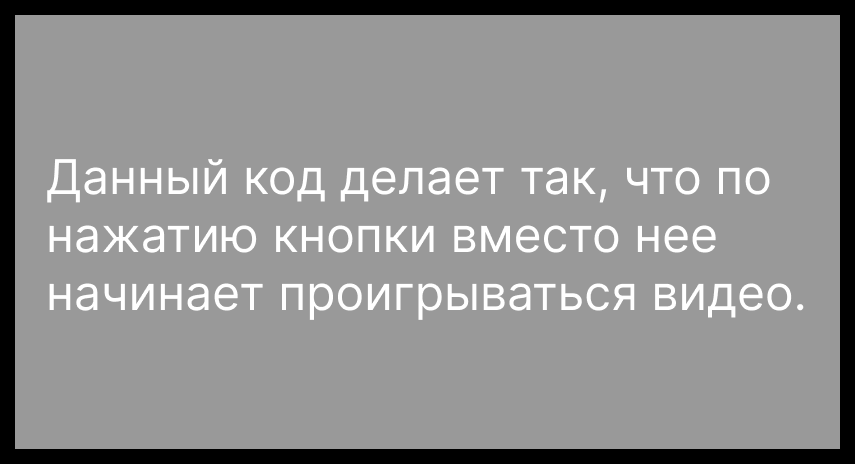 Данный код делает так, что по
нажатию кнопки вместо нее
начинает проигрываться видео.